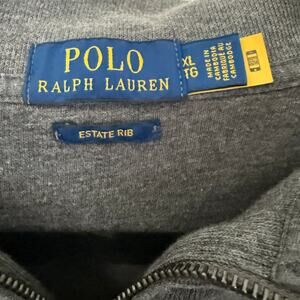 POLO
RALPH LAUREN
XL
TG
MADE IN
CAMBODIA
FABRIQUÉ AU
CAMBODGE
ESTATE RIB